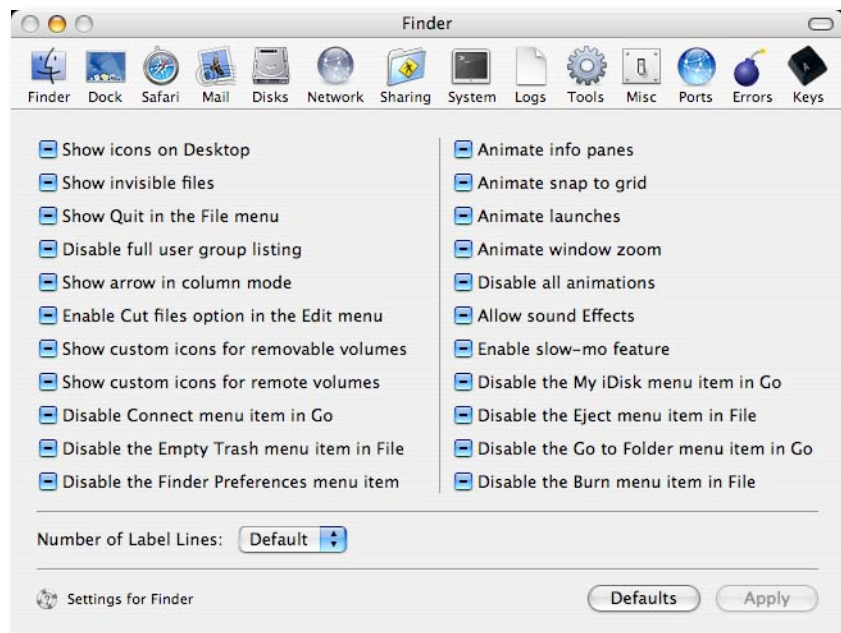 Finder
Finder Dock Safari Mail Disks Network Sharing System Logs Tools Misc Ports Errors Keys
Show icons on Desktop
Show invisible files
Show Quit in the File menu
Disable full user group listing
Show arrow in column mode
Enable Cut files option in the Edit menu
Show custom icons for removable volumes
Show custom icons for remote volumes
Disable Connect menu item in Go
Disable the Empty Trash menu item in File
Disable the Finder Preferences menu item
Animate info panes
Animate snap to grid
Animate launches
Animate window zoom
Disable all animations
Allow sound Effects
Enable slow-mo feature
Disable the My iDisk menu item in Go
Disable the Eject menu item in File
Disable the Go to Folder menu item in Go
Disable the Burn menu item in File
Number of Label Lines: Default
Settings for Finder
Defaults Apply